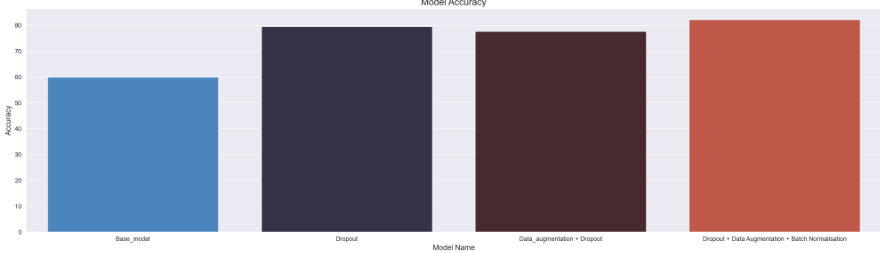 Model Accuracy
Accuracy
80
70
60
50
40
30
20
10
0
Base_model
Dropout
Data_augmentation + Dropout
Dropout + Data Augmentation + Batch Normalisation
Model Name